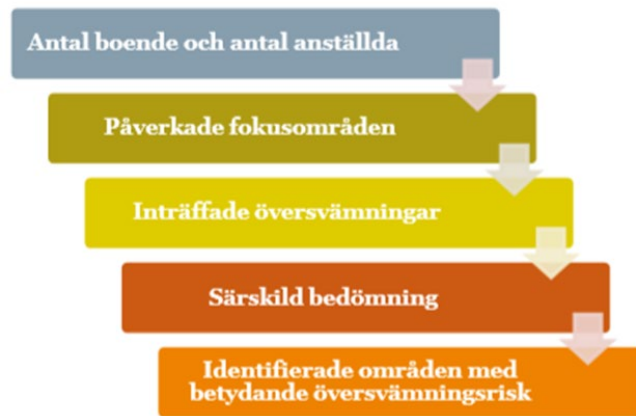 Antal boende och antal anställda
Påverkade fokusområden
Inträffade översvämningar
Särskild bedömning
Identifierade områden med
betydande översvämningsrisk